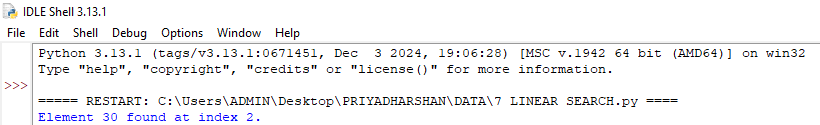 IDLE Shell 3.13.1
File Edit Shell Debug Options Window Help
Python 3.13.1 (tags/v3.13.1:0671451, Dec  3 2024, 19:06:28) [MSC v.1942 64 bit (AMD64)] on win32
Type "help", "copyright", "credits" or "license()" for more information.
>>>
===== RESTART: C:\Users\ADMIN\Desktop\PRIYADHARSHAN\DATA\7 LINEAR SEARCH.py ====
Element 30 found at index 2.